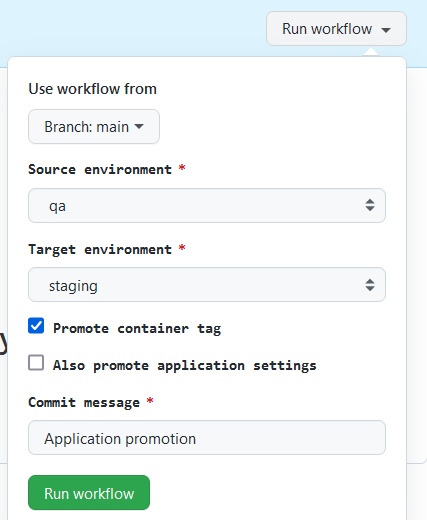 Run workflow
Use workflow from
Branch: main
Source environment *
qa
Target environment *
staging
Promote container tag
Also promote application settings
Commit message *
Application promotion
Run workflow